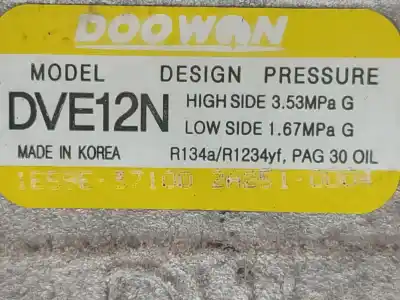 DOOWON
MODEL DESIGN PRESSURE
DVE12N HIGH SIDE 3.53MPa G
LOW SIDE 1.67MPa G
MADE IN KOREA R134a/R1234yf, PAG 30 OIL